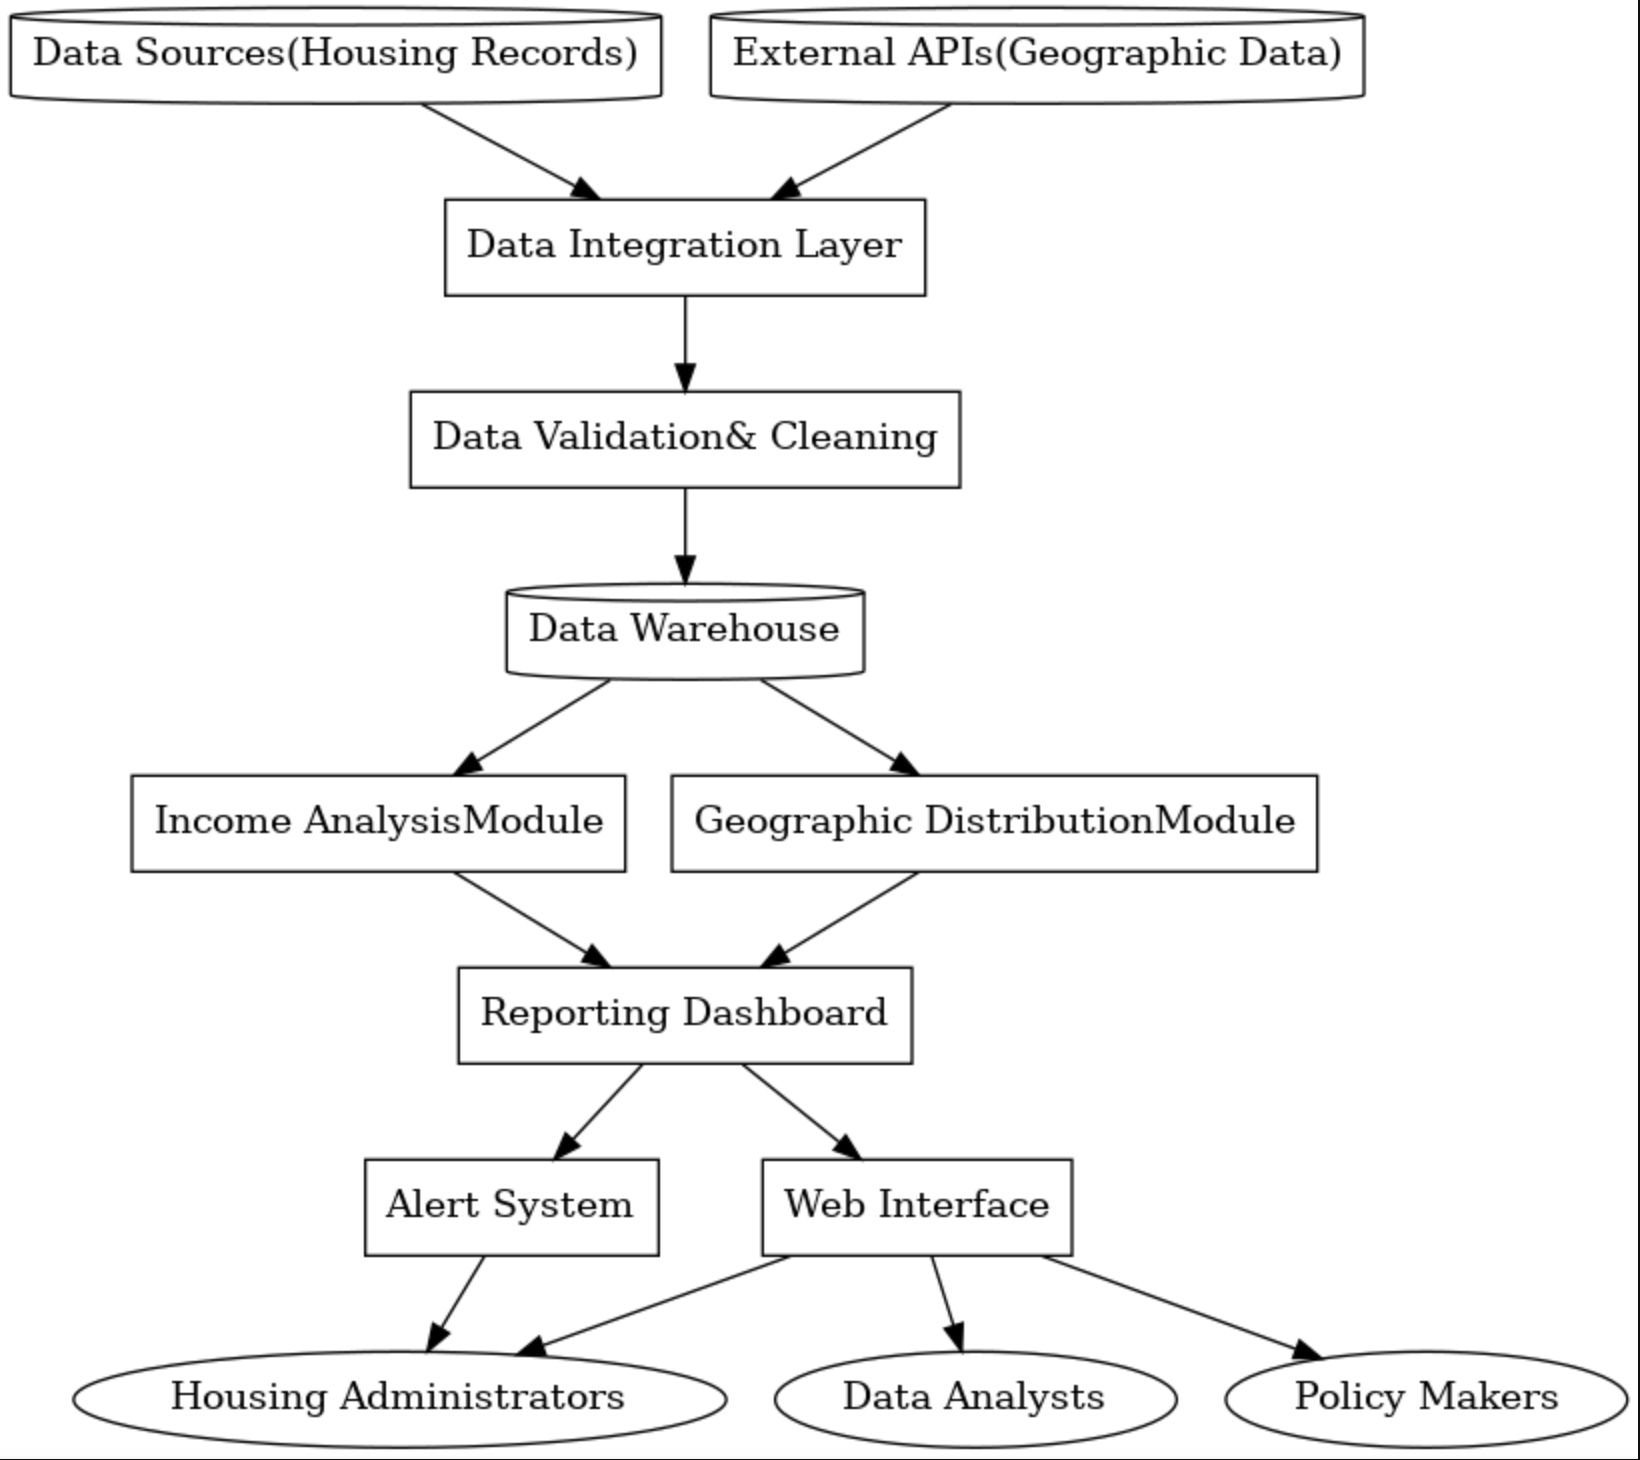 Data Sources(Housing Records)
External APIs(Geographic Data)
Data Integration Layer
Data Validation& Cleaning
Data Warehouse
Income AnalysisModule
Geographic DistributionModule
Reporting Dashboard
Alert System
Web Interface
Housing Administrators
Data Analysts
Policy Makers